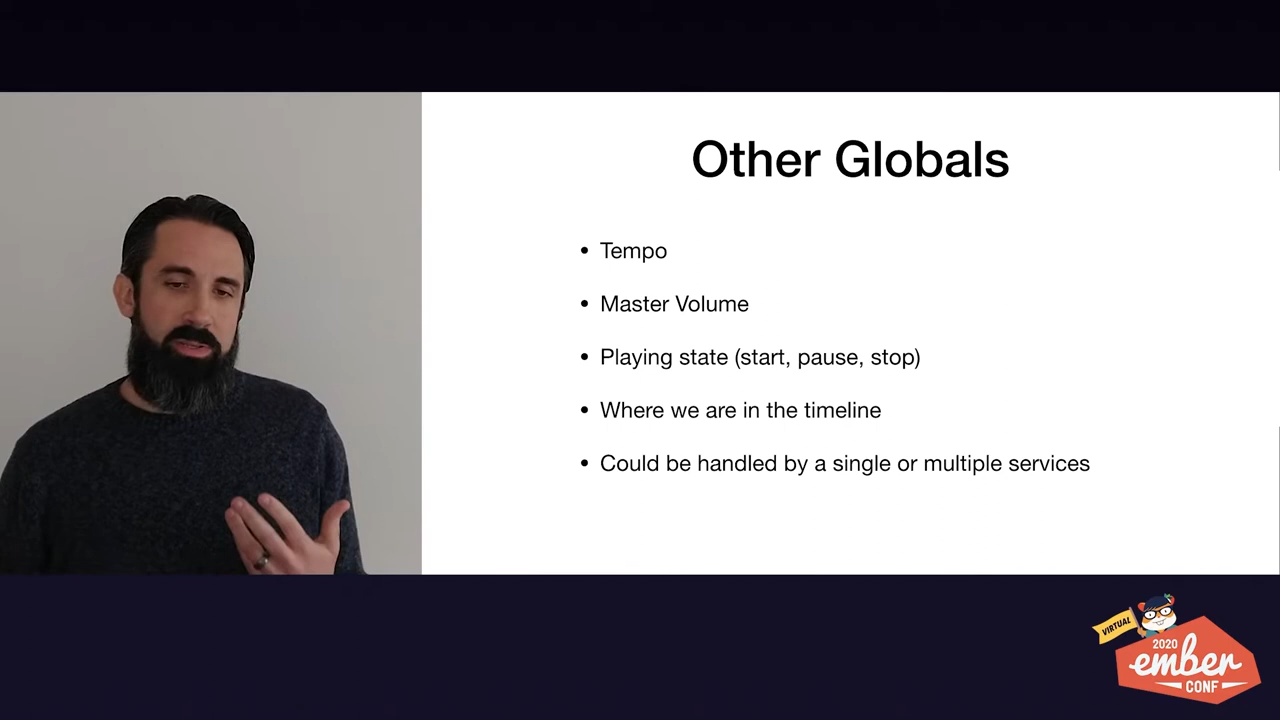 Other Globals
• Tempo
• Master Volume
• Playing state (start, pause, stop)
• Where we are in the timeline
• Could be handled by a single or multiple services
VIRTUAL
2020
ember
CONF